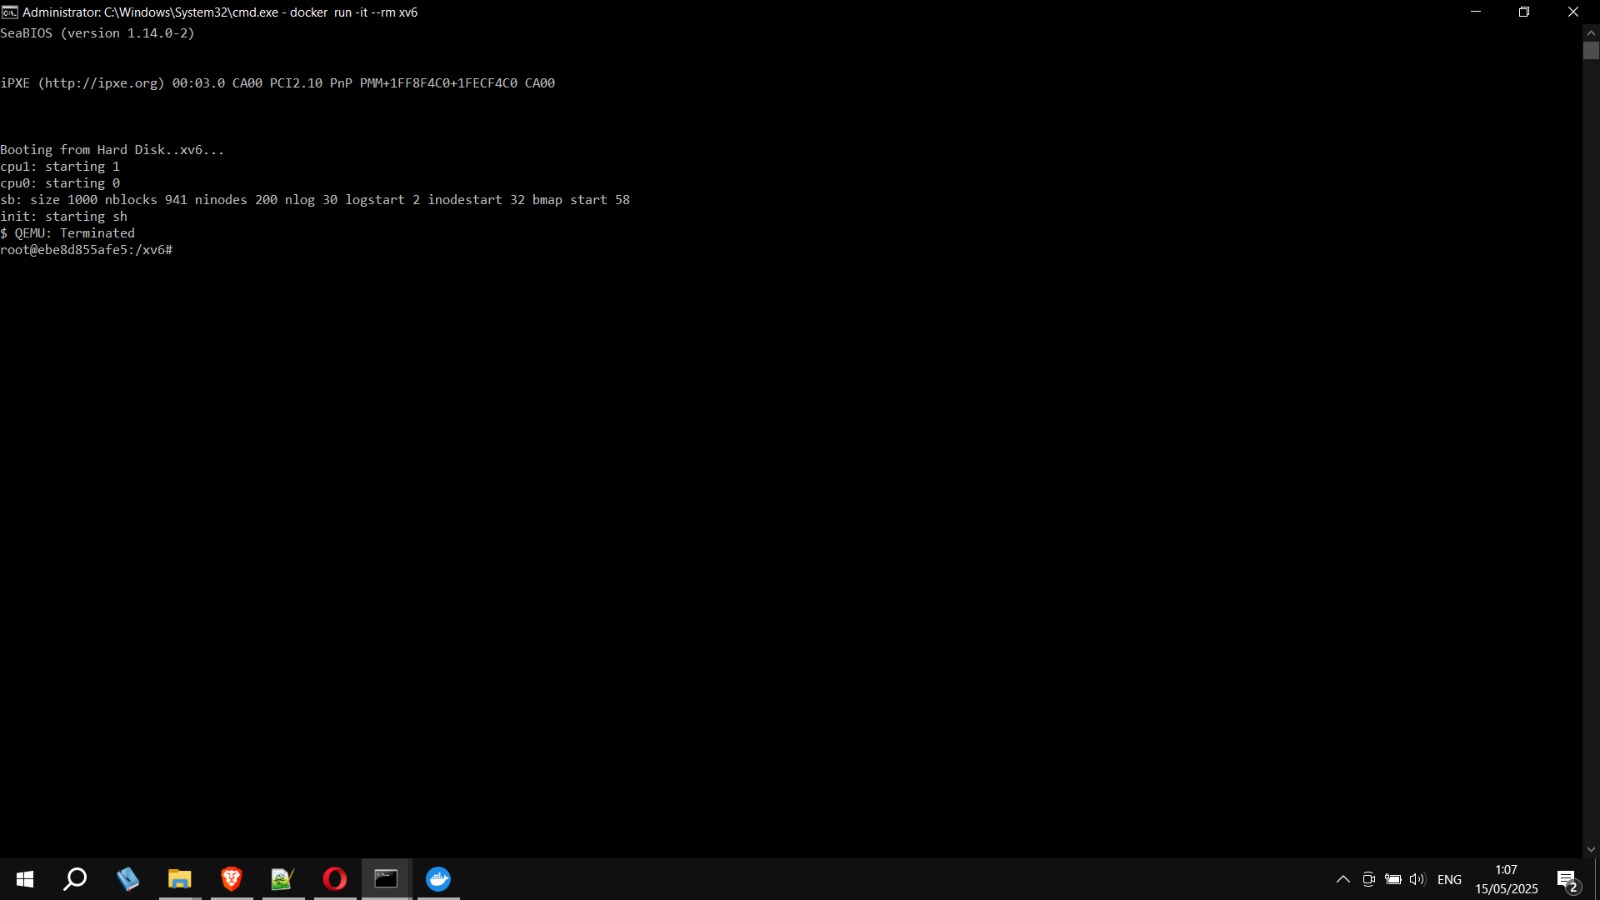 Administrator: C:\Windows\System32\cmd.exe - docker  run -it --rm xv6
SeaBIOS (version 1.14.0-2)
iPXE (http://ipxe.org) 00:03.0 CA00 PCI2.10 PnP PMM+1FF8F4C0+1FECF4C0 CA00
Booting from Hard Disk..xv6...
cpu1: starting 1
cpu0: starting 0
sb: size 1000 nblocks 941 ninodes 200 nlog 30 logstart 2 inodestart 32 bmap start 58
init: starting sh
$ QEMU: Terminated
root@ebe8d855afe5:/xv6#
ENG
1:07
15/05/2025
2